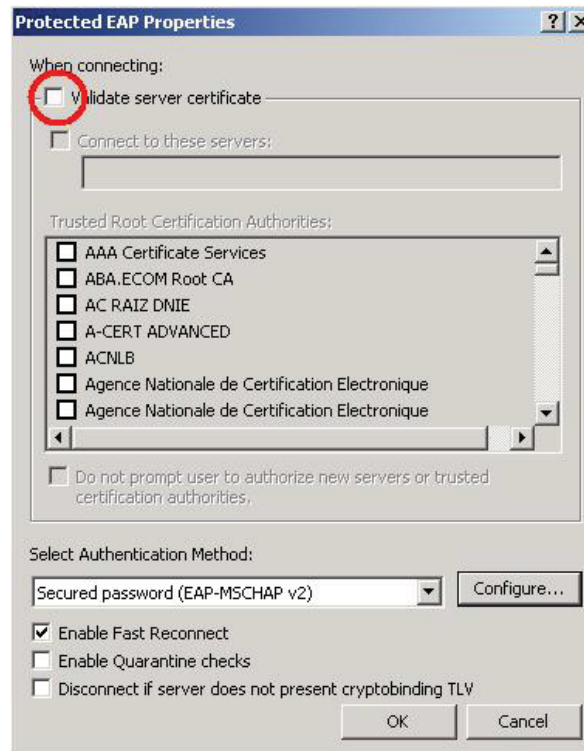 Protected EAP Properties
When connecting:
Validate server certificate
Connect to these servers:
Trusted Root Certification Authorities:
AAA Certificate Services
ABA.ECOM Root CA
AC RAIZ DNIE
A-CERT ADVANCED
ACNLB
Agence Nationale de Certification Electronique
Agence Nationale de Certification Electronique
Do not prompt user to authorize new servers or trusted
certification authorities.
Select Authentication Method:
Secured password (EAP-MSCHAP v2)
Configure...
Enable Fast Reconnect
Enable Quarantine checks
Disconnect if server does not present cryptobinding TLV
OK Cancel